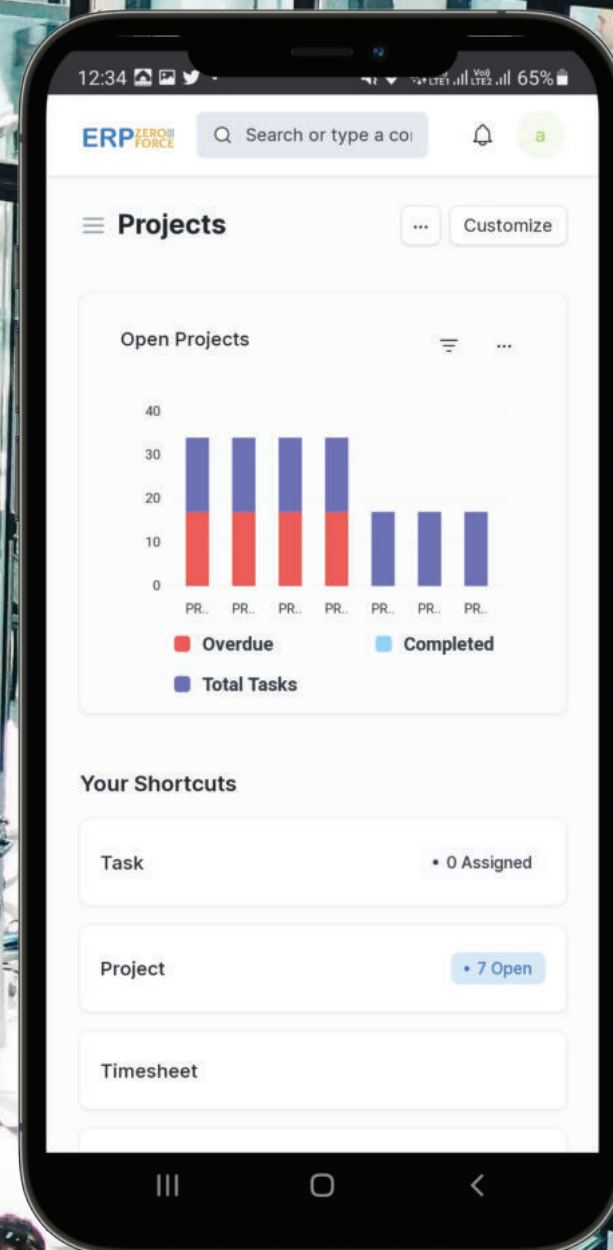 12:34 65%
ERP ZERO FORCE Search or type a co
a
Projects ... Customize
Open Projects ...
40
30
20
10
0
PR.. PR.. PR.. PR.. PR.. PR.. PR..
Overdue Completed
Total Tasks
Your Shortcuts
Task • 0 Assigned
Project • 7 Open
Timesheet